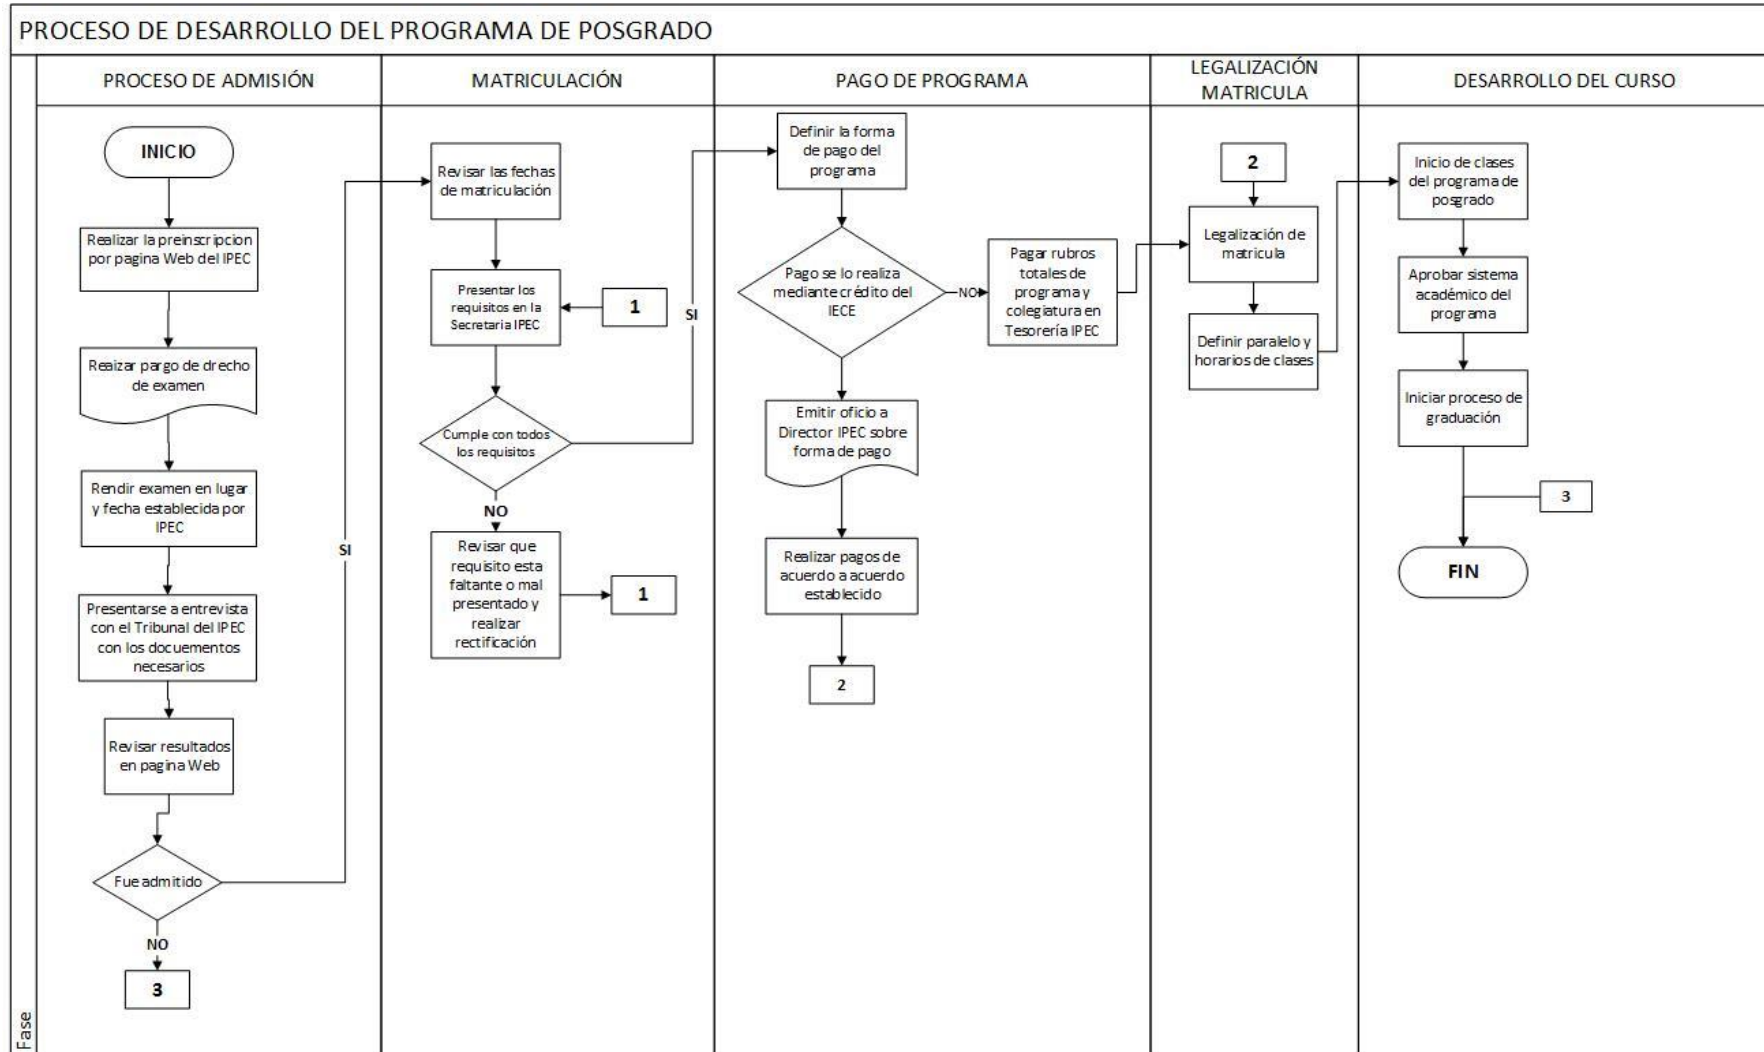 PROCESO DE DESARROLLO DEL PROGRAMA DE POSGRADO
Fase
PROCESO DE ADMISIÓN
INICIO
Realizar la preinscripcion
por pagina Web del IPEC
Reaizar pargo de drecho
de examen
Rendir examen en lugar
y fecha establecida por
IPEC
Presentarse a entrevista
con el Tribunal del IPEC
con los docuementos
necesarios
Revisar resultados
en pagina Web
Fue admitido
SI
NO
3
MATRICULACIÓN
Revisar las fechas
de matriculación
Presentar los
requisitos en la
Secretaria IPEC
1
Cumple con todos
los requisitos
SI
NO
Revisar que
requisito esta
faltante o mal
presentado y
realizar
rectificación
1
PAGO DE PROGRAMA
Definir la forma
de pago del
programa
Pago se lo realiza
mediante crédito del
IECE
NO
Pagar rubros
totales de
programa y
colegiatura en
Tesorería IPEC
Emitir oficio a
Director IPEC sobre
forma de pago
Realizar pagos de
acuerdo a acuerdo
establecido
2
LEGALIZACIÓN
MATRICULA
2
Legalización de
matricula
Definir paralelo y
horarios de clases
DESARROLLO DEL CURSO
Inicio de clases
del programa de
posgrado
Aprobar sistema
académico del
programa
Iniciar proceso de
graduación
3
FIN